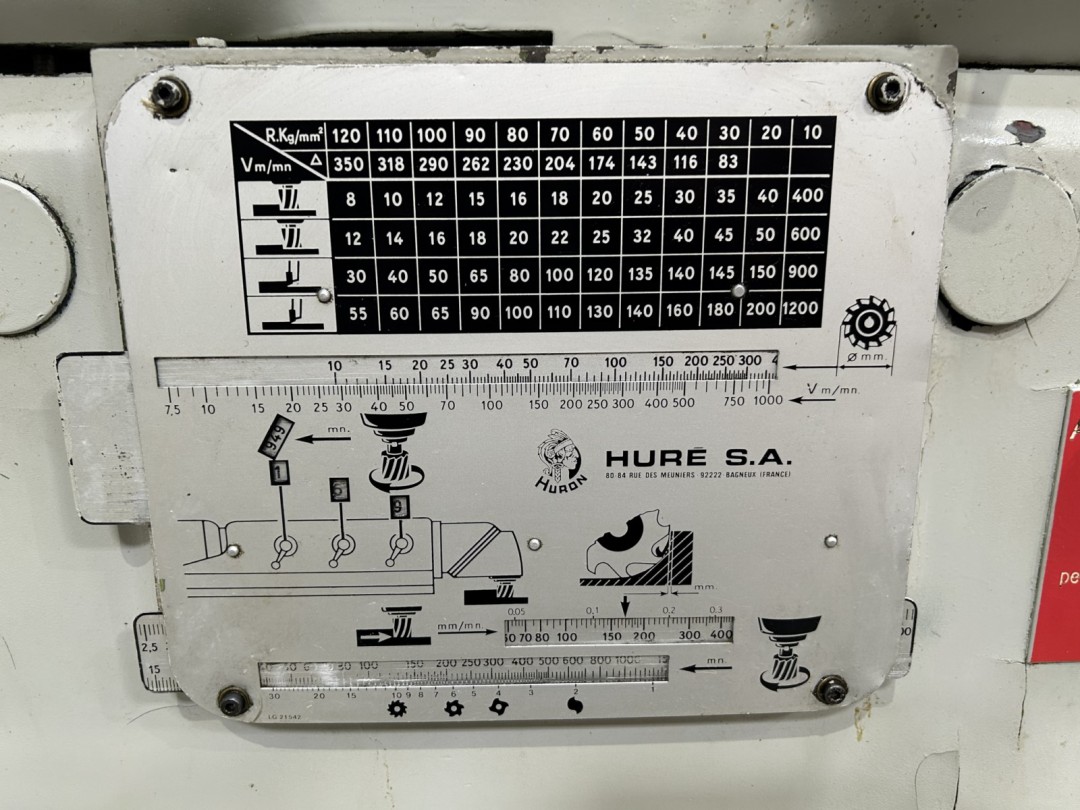 R.Kg/mm² 120 110 100 90 80 70 60 50 40 30 20 10
Vm/mn Δ 350 318 290 262 230 204 174 143 116 83
8 10 12 15 16 18 20 25 30 35 40 400
12 14 16 18 20 22 25 32 40 45 50 600
30 40 50 65 80 100 120 135 140 145 150 900
55 60 65 90 100 110 130 140 160 180 200 1200
10 15 20 25 30 40 50 70 100 150 200 250 300 4
Ø mm.
7,5 10 15 20 25 30 40 50 70 100 150 200 250 300 400 500 750 1000
V m/mn.
949
mn.
1
6
9
HURON
HURÉ S.A.
80-84 RUE DES MEUNIERS 92222 BAGNEUX (FRANCE)
mm.
0.05 0.1 0.2 0.3
mm/mn.
60 70 80 100 150 200 300 400
2,5
15
80 100 150 200 250 300 400 500 600 800 1000
mn.
30 20 15 10 9 8 7 6 5 4 3 2 1
LG 21542